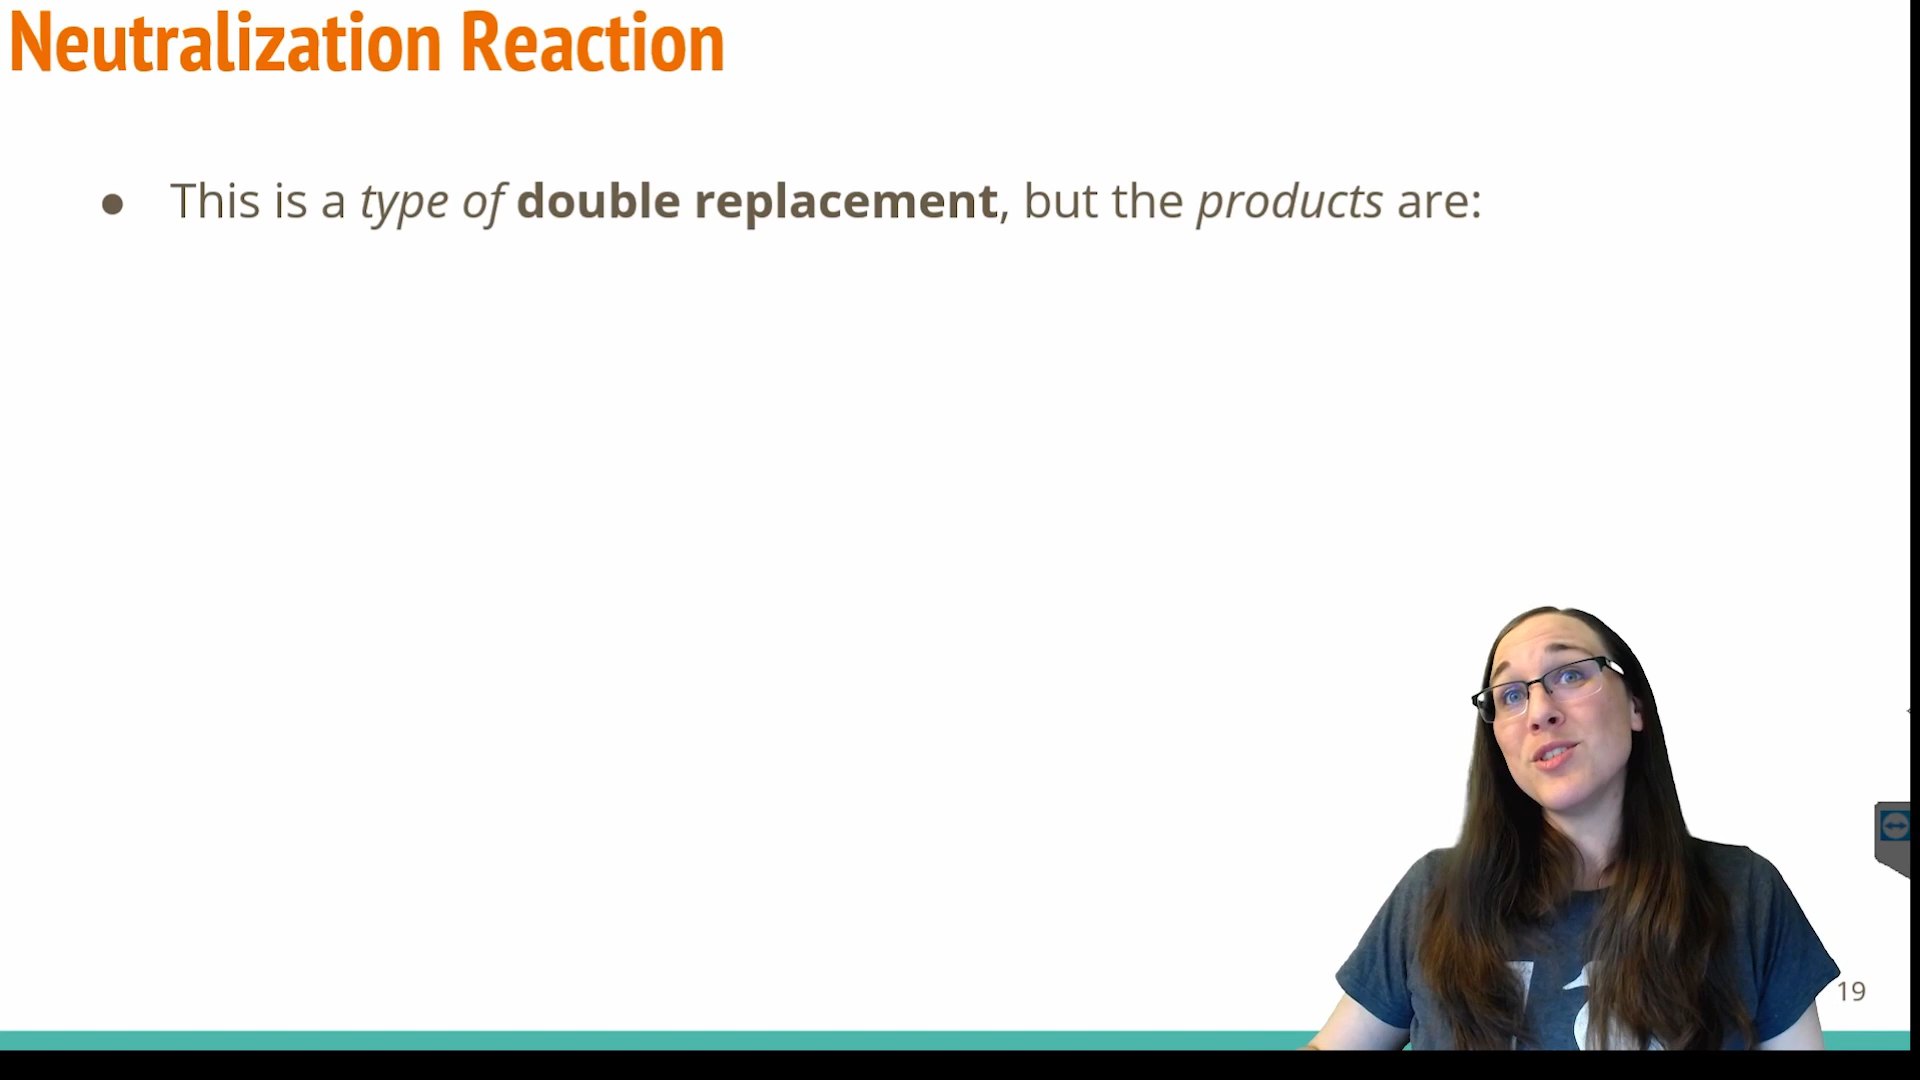 Neutralization Reaction
● This is a type of double replacement, but the products are:
19